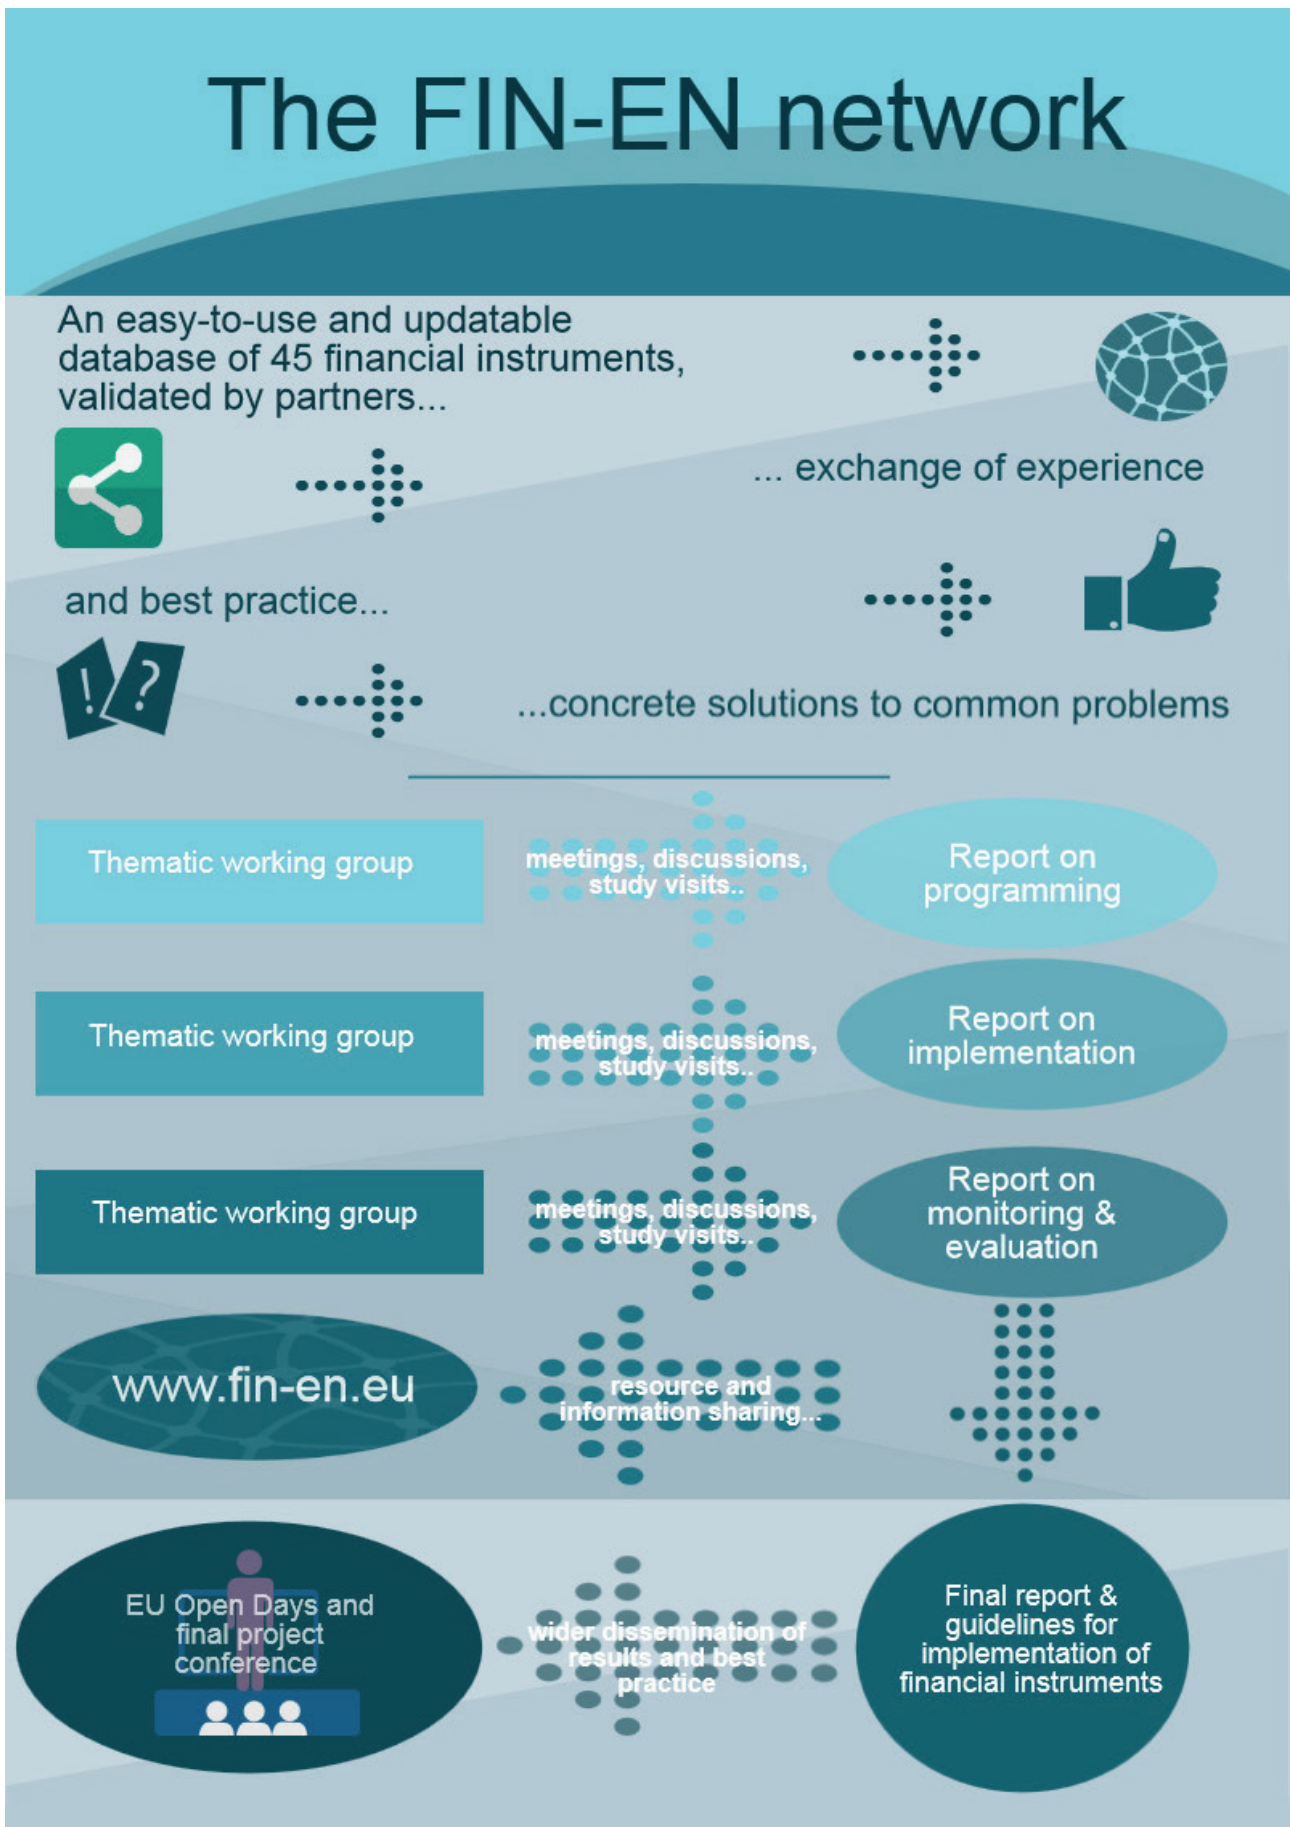 The FIN-EN network
An easy-to-use and updatable
database of 45 financial instruments,
validated by partners...
... exchange of experience
and best practice...
! ?
...concrete solutions to common problems
Thematic working group
meetings, discussions,
study visits..
Report on
programming
Thematic working group
meetings, discussions,
study visits..
Report on
implementation
Thematic working group
meetings, discussions,
study visits..
Report on
monitoring &
evaluation
www.fin-en.eu
resource and
information sharing...
EU Open Days and
final project
conference
wider dissemination of
results and best
practice
Final report &
guidelines for
implementation of
financial instruments